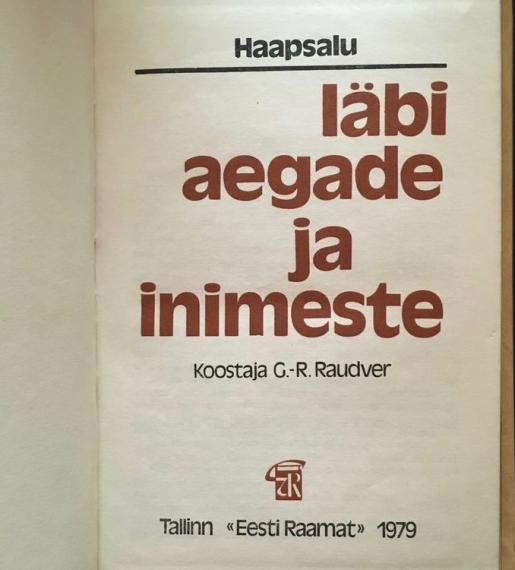 Haapsalu
läbi
aegade
ja
inimeste
Koostaja G.-R. Raudver
Tallinn «Eesti Raamat» 1979